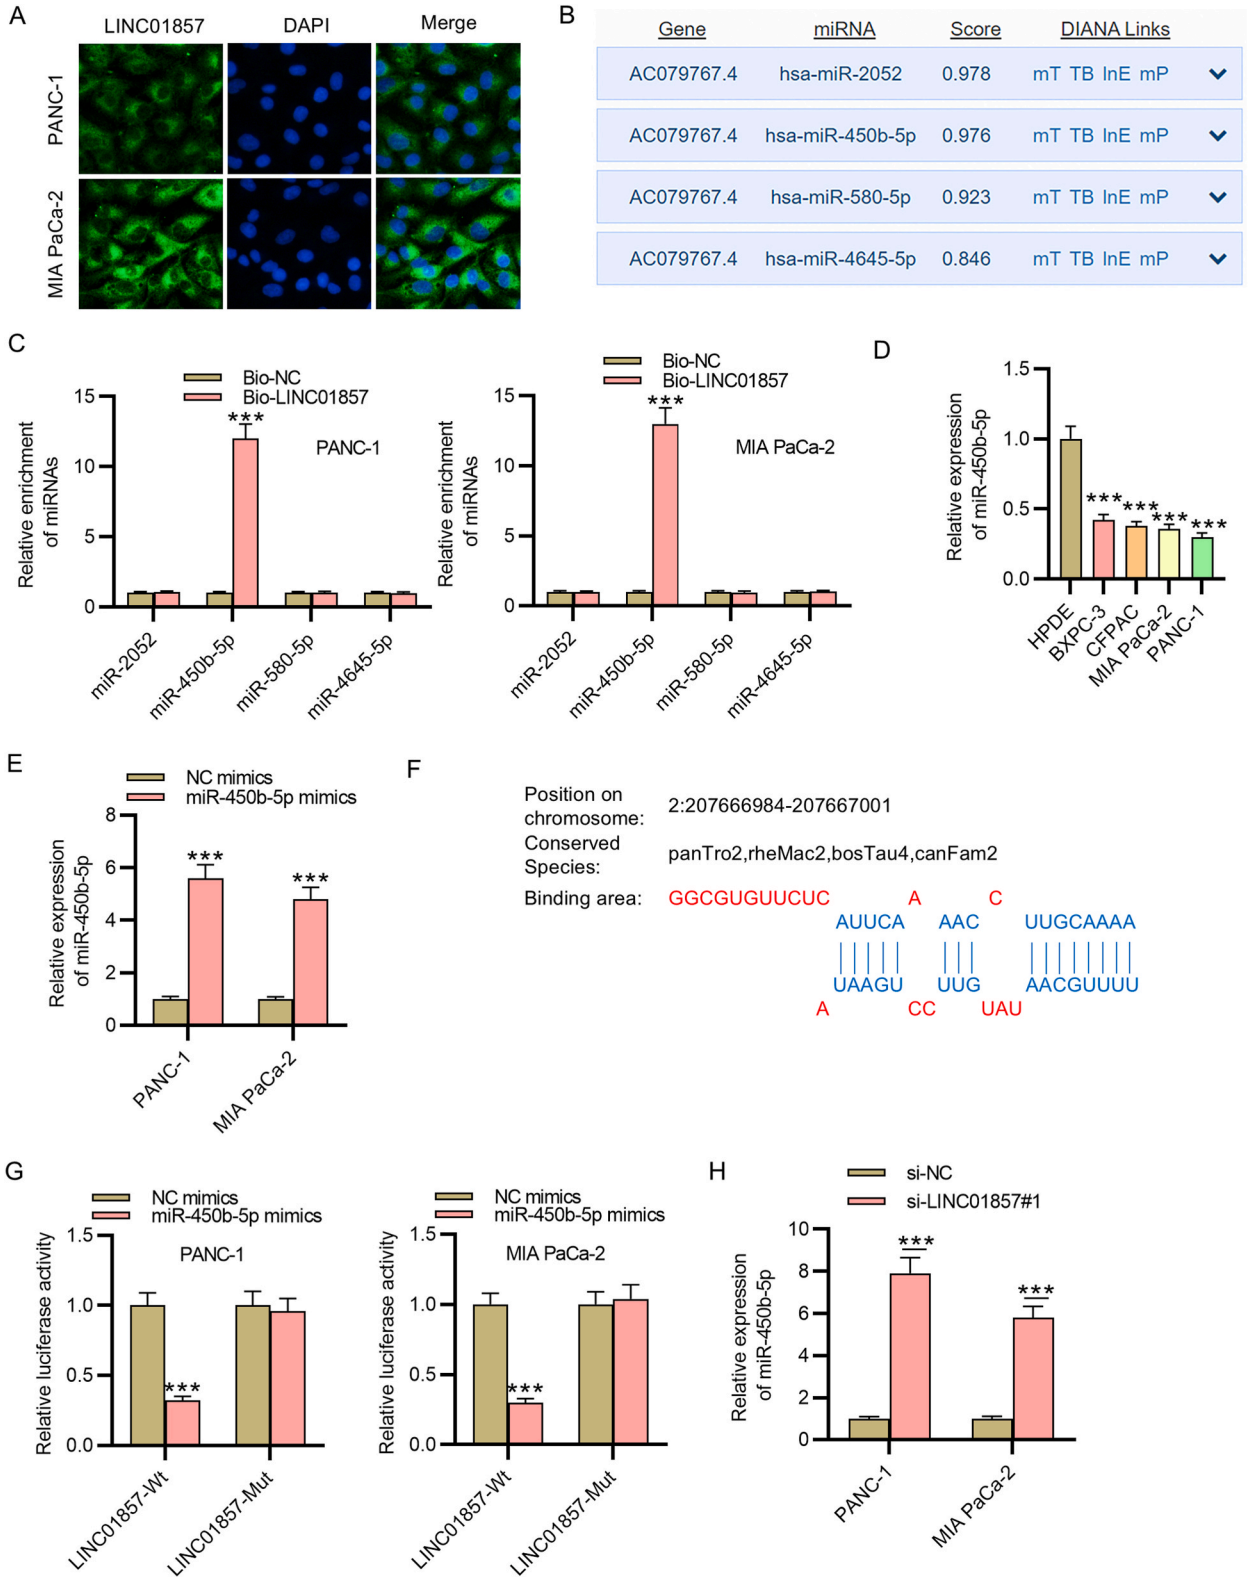 A
LINC01857
DAPI
Merge
PANC-1
MIA PaCa-2
B
Gene
miRNA
Score
DIANA Links
AC079767.4 hsa-miR-2052 0.978 mT TB InE mP
AC079767.4 hsa-miR-450b-5p 0.976 mT TB InE mP
AC079767.4 hsa-miR-580-5p 0.923 mT TB InE mP
AC079767.4 hsa-miR-4645-5p 0.846 mT TB InE mP
C
Bio-NC
Bio-LINC01857
PANC-1
Relative enrichment
of miRNAs
15
10
5
0
***
miR-2052
miR-450b-5p
miR-580-5p
miR-4645-5p
Bio-NC
Bio-LINC01857
MIA PaCa-2
Relative enrichment
of miRNAs
15
10
5
0
***
miR-2052
miR-450b-5p
miR-580-5p
miR-4645-5p
D
Relative expression
of miR-450b-5p
1.5
1.0
0.5
0.0
***
***
***
***
HPDE
BXPC-3
CFPAC
MIA PaCa-2
PANC-1
E
NC mimics
miR-450b-5p mimics
Relative expression
of miR-450b-5p
8
6
4
2
0
***
***
PANC-1
MIA PaCa-2
F
Position on
chromosome:
2:207666984-207667001
Conserved
Species:
panTro2,rheMac2,bosTau4,canFam2
Binding area:
GGCGUGUUCUC A C
AUUCA AAC UUGCAAAA
UAAGU UUG AACGUUUU
A CC UAU
G
NC mimics
miR-450b-5p mimics
PANC-1
Relative luciferase activity
1.5
1.0
0.5
0.0
***
LINC01857-Wt
LINC01857-Mut
NC mimics
miR-450b-5p mimics
MIA PaCa-2
Relative luciferase activity
1.5
1.0
0.5
0.0
***
LINC01857-Wt
LINC01857-Mut
H
si-NC
si-LINC01857#1
Relative expression
of miR-450b-5p
10
8
6
4
2
0
***
***
PANC-1
MIA PaCa-2